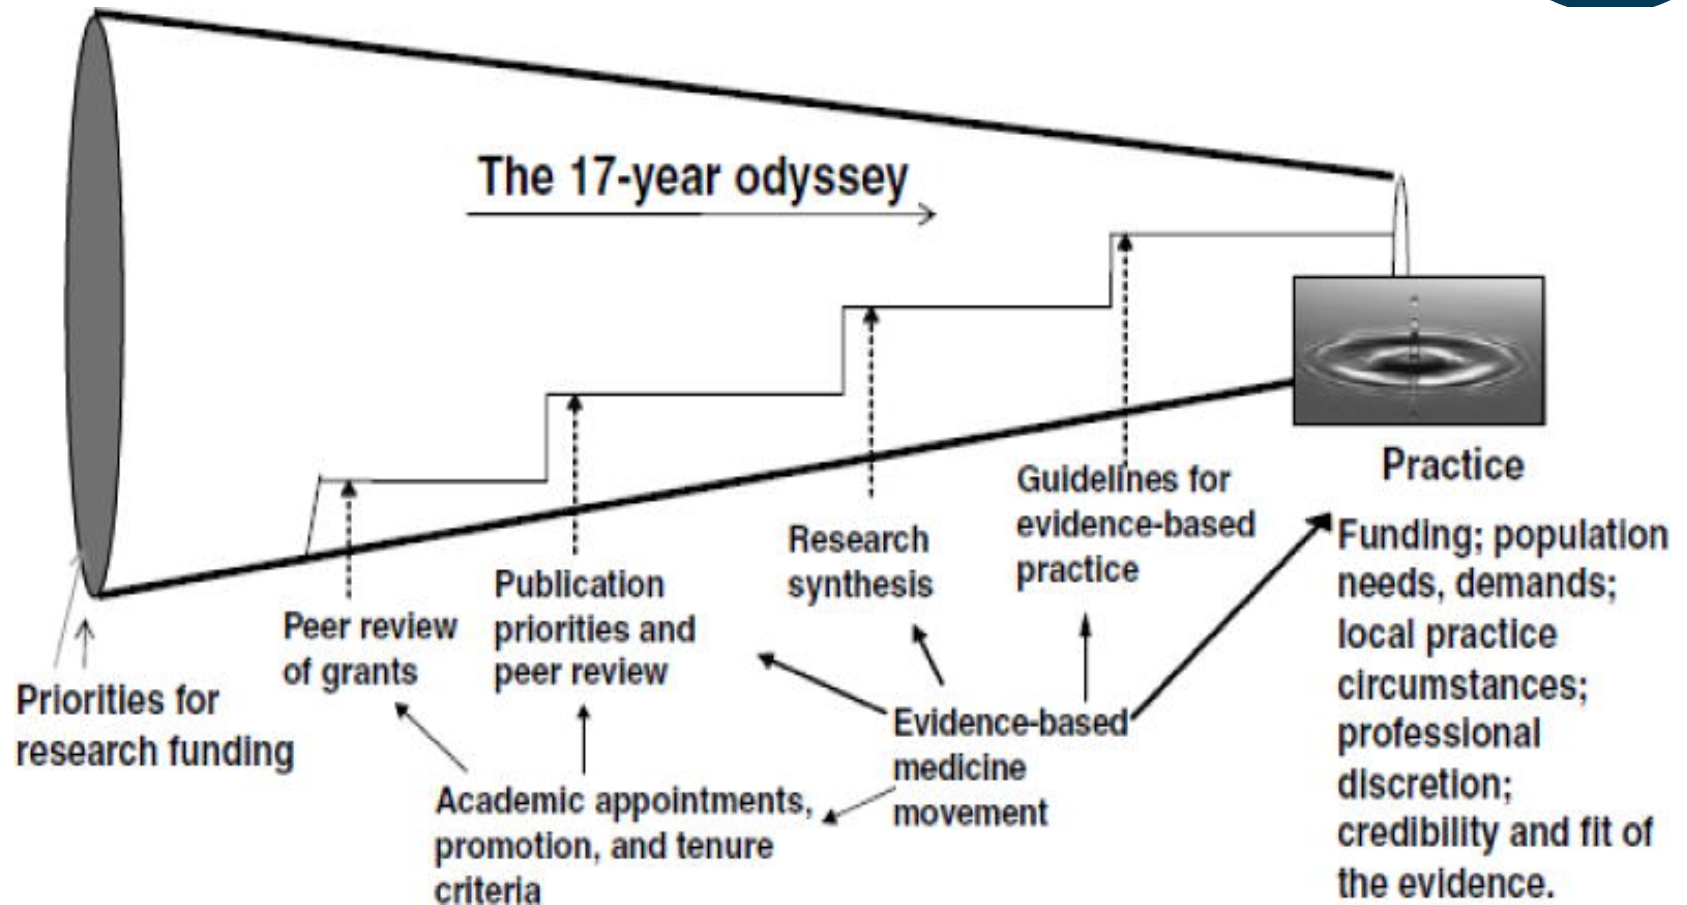 The 17-year odyssey
Priorities for
research funding
Peer review
of grants
Publication
priorities and
peer review
Research
synthesis
Guidelines for
evidence-based
practice
Academic appointments,
promotion, and tenure
criteria
Evidence-based
medicine
movement
Practice
Funding; population
needs, demands;
local practice
circumstances;
professional
discretion;
credibility and fit of
the evidence.